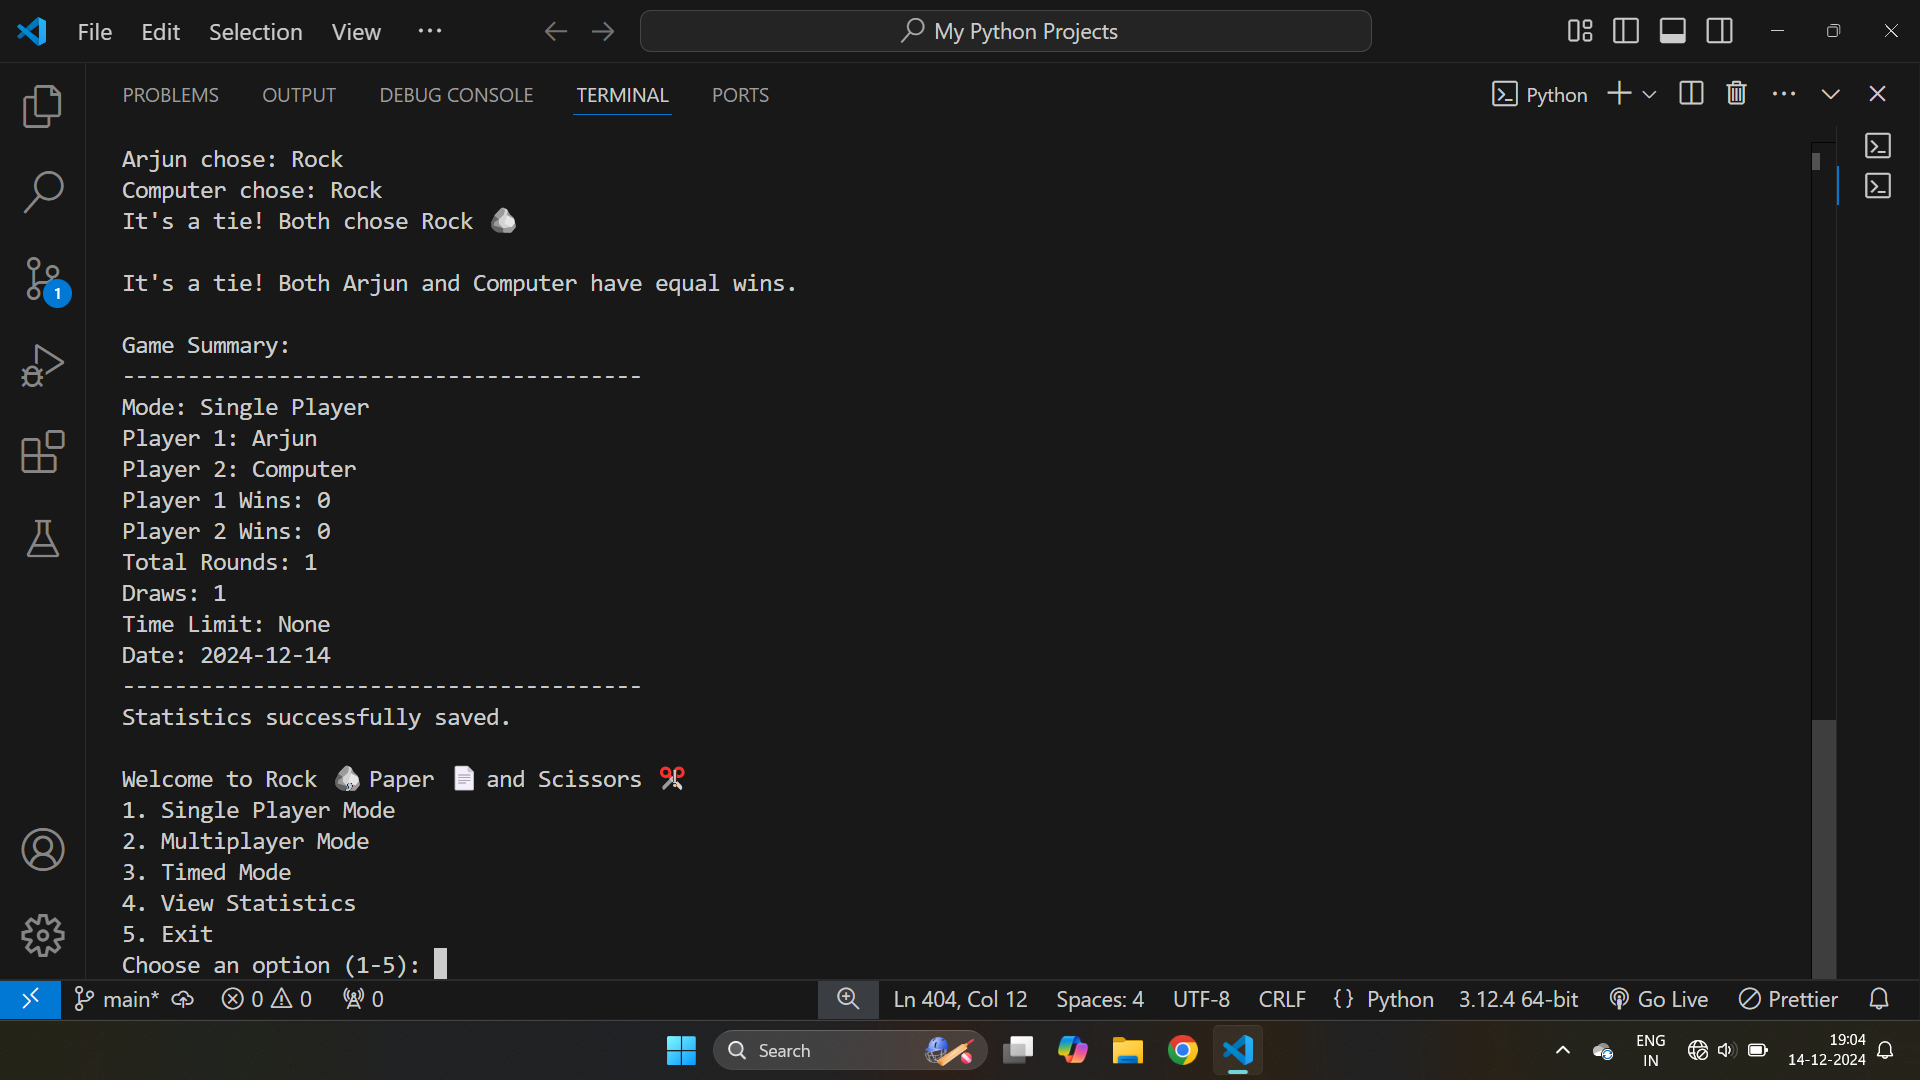 File Edit Selection View ... My Python Projects
PROBLEMS OUTPUT DEBUG CONSOLE TERMINAL PORTS Python
Arjun chose: Rock
Computer chose: Rock
It's a tie! Both chose Rock 🪨
It's a tie! Both Arjun and Computer have equal wins.
Game Summary:
----------------------------------------
Mode: Single Player
Player 1: Arjun
Player 2: Computer
Player 1 Wins: 0
Player 2 Wins: 0
Total Rounds: 1
Draws: 1
Time Limit: None
Date: 2024-12-14
----------------------------------------
Statistics successfully saved.
Welcome to Rock 🪨 Paper 📄 and Scissors ✂️
1. Single Player Mode
2. Multiplayer Mode
3. Timed Mode
4. View Statistics
5. Exit
Choose an option (1-5):
1
main* 0 0 0 Ln 404, Col 12 Spaces: 4 UTF-8 CRLF {} Python 3.12.4 64-bit Go Live Prettier
Search
ENG
IN
19:04
14-12-2024